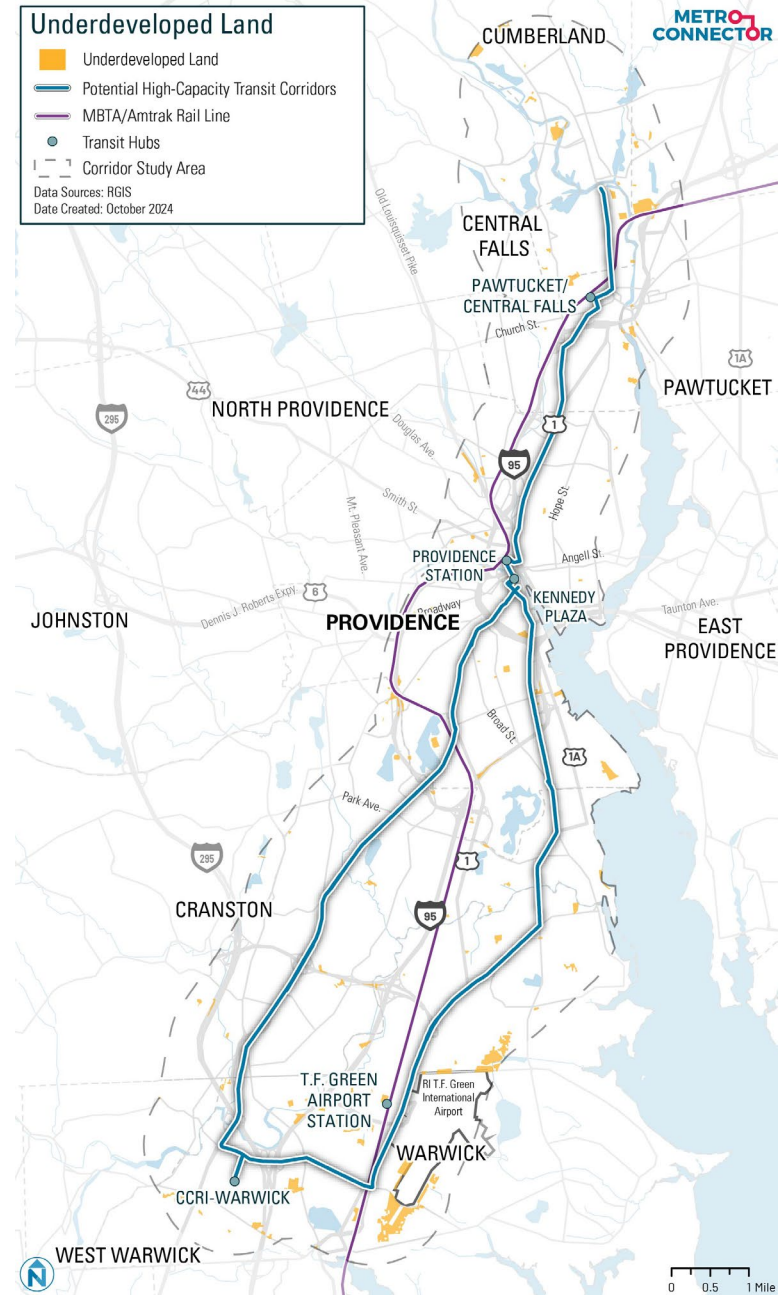 Underdeveloped Land
Underdeveloped Land
Potential High-Capacity Transit Corridors
MBTA/Amtrak Rail Line
Transit Hubs
Corridor Study Area
Data Sources: RGIS
Date Created: October 2024
METRO
CONNECTOR
CUMBERLAND
Old Louisquisset Pike
CENTRAL
FALLS
PAWTUCKET/
CENTRAL FALLS
Church St.
1A
44
PAWTUCKET
295
NORTH PROVIDENCE
Douglas Ave.
1
95
Smith St.
Hope St.
Mt. Pleasant Ave.
PROVIDENCE
STATION
Angell St.
6
Dennis J. Roberts Expy.
KENNEDY
PLAZA
Broadway
Taunton Ave.
JOHNSTON
PROVIDENCE
EAST
PROVIDENCE
Broad St.
1A
Park Ave.
295
1
CRANSTON
95
T.F. GREEN
AIRPORT
STATION
RI T.F. Green
International
Airport
WARWICK
CCRI-WARWICK
WEST WARWICK
N
0 0.5 1 Mile